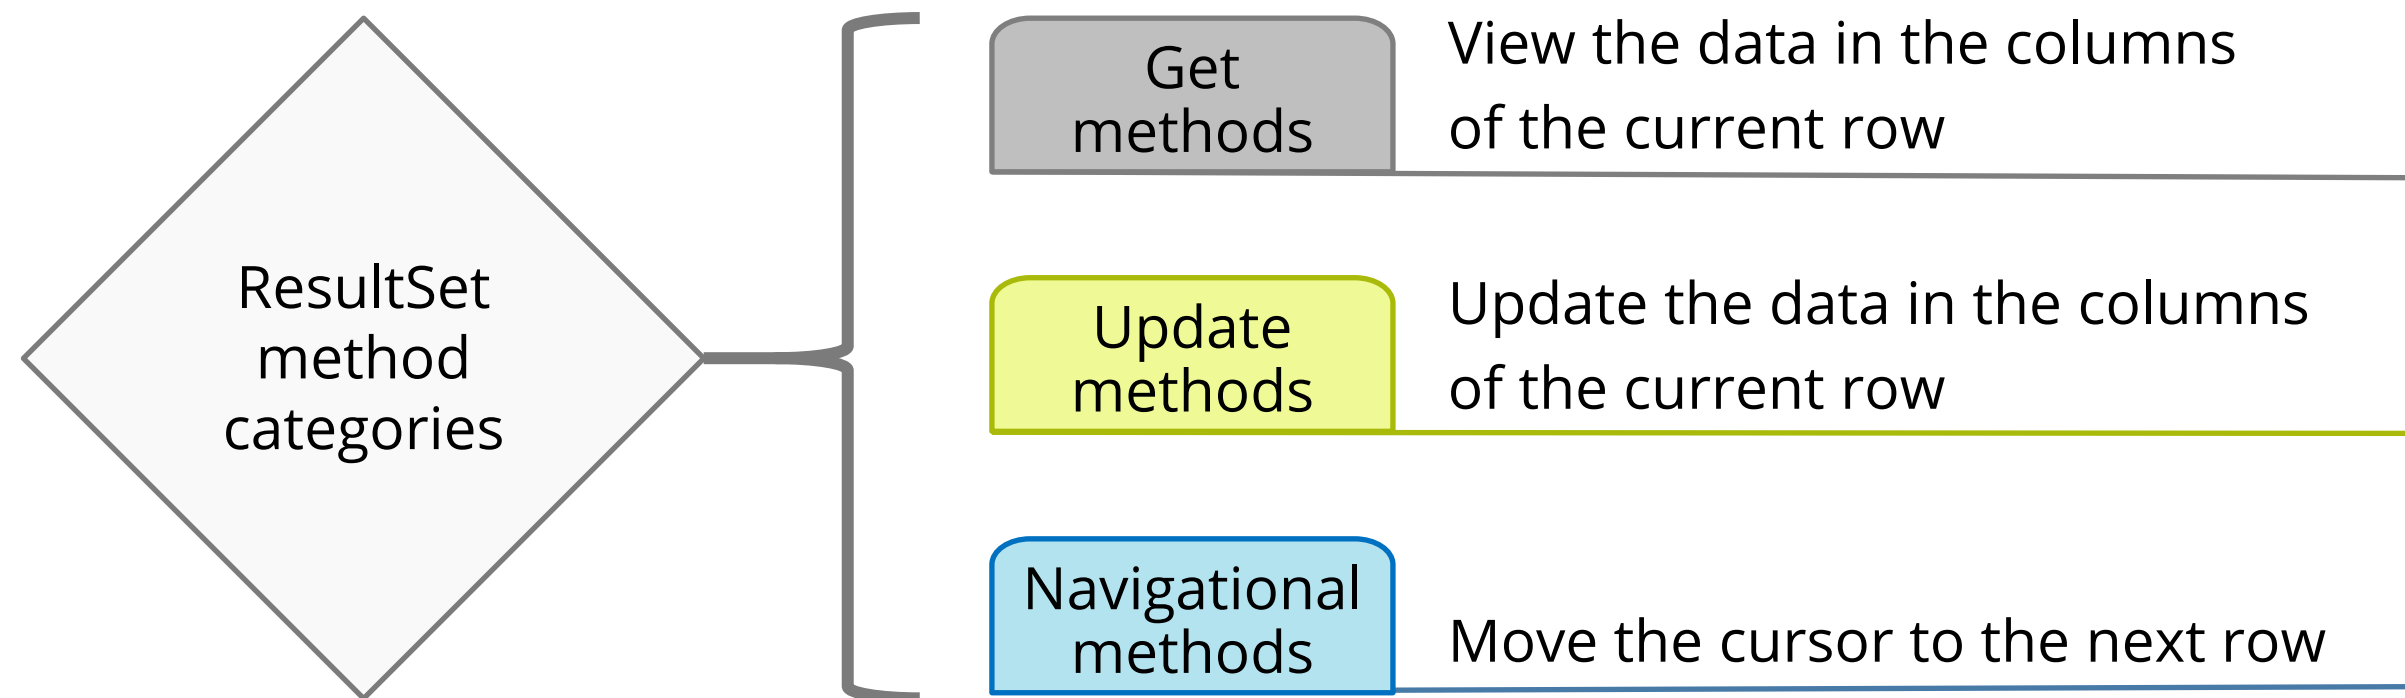 ResultSet
method
categories
Get
methods
View the data in the columns
of the current row
Update
methods
Update the data in the columns
of the current row
Navigational
methods
Move the cursor to the next row